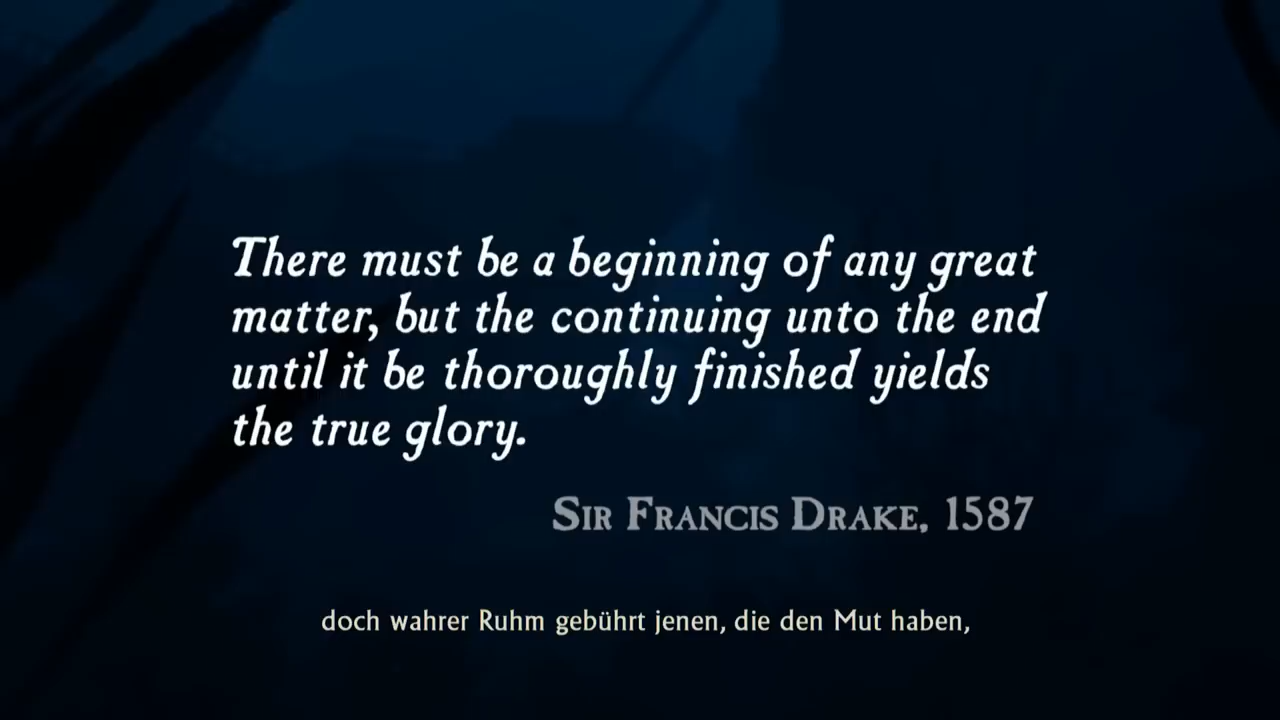 There must be a beginning of any great
matter, but the continuing unto the end
until it be thoroughly finished yields
the true glory.
Sir Francis Drake, 1587
doch wahrer Ruhm gebührt jenen, die den Mut haben,